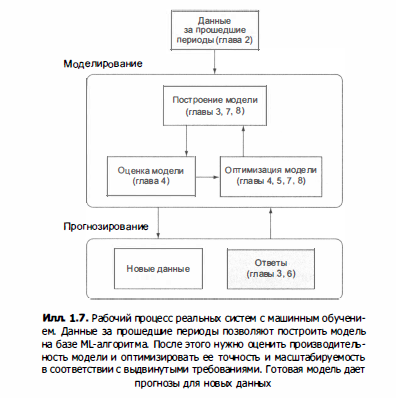 Данные
за прошедшие
периоды (глава 2)
Моделирование
Построение модели
(главы 3, 7, 8)
Оценка модели
(глава 4)
Оптимизация модели
(главы 4, 5, 7, 8)
Прогнозирование
Новые данные
Ответы
(главы 3, 6)
Илл. 1.7. Рабочий процесс реальных систем с машинным обучени-
ем. Данные за прошедшие периоды позволяют построить модель
на базе ML-алгоритма. После этого нужно оценить производитель-
ность модели и оптимизировать ее точность и масштабируемость
в соответствии с выдвинутыми требованиями. Готовая модель дает
прогнозы для новых данных